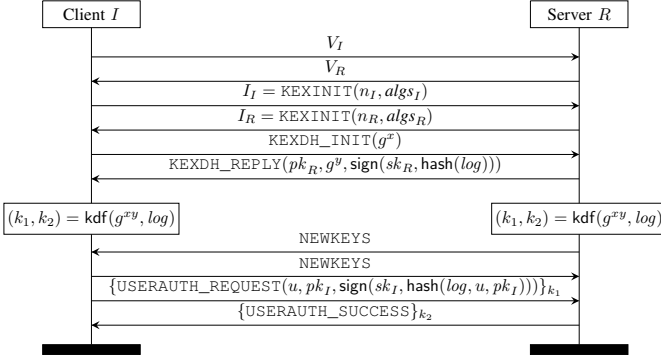 Client I Server R
V_I
V_R
I_I = KEXINIT(n_I, algs_I)
I_R = KEXINIT(n_R, algs_R)
KEXDH_INIT(g^x)
KEXDH_REPLY(pk_R, g^y, sign(sk_R, hash(log)))
(k_1, k_2) = kdf(g^{xy}, log) (k_1, k_2) = kdf(g^{xy}, log)
NEWKEYS
NEWKEYS
{USERAUTH_REQUEST(u, pk_I, sign(sk_I, hash(log, u, pk_I)))}_{k_1}
{USERAUTH_SUCCESS}_{k_2}